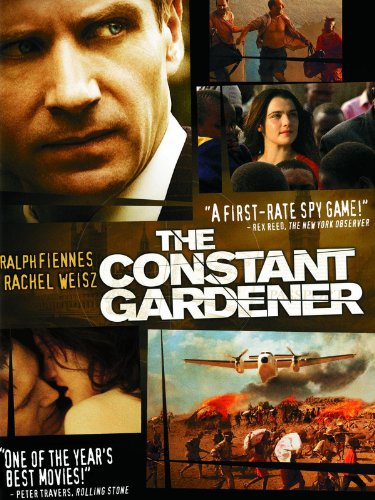 "A FIRST-RATE SPY GAME!"
- REX REED, THE NEW YORK OBSERVER
RALPH FIENNES
RACHEL WEISZ
THE
CONSTANT
GARDENER
"ONE OF THE YEAR'S
BEST MOVIES!"
- PETER TRAVERS, ROLLING STONE